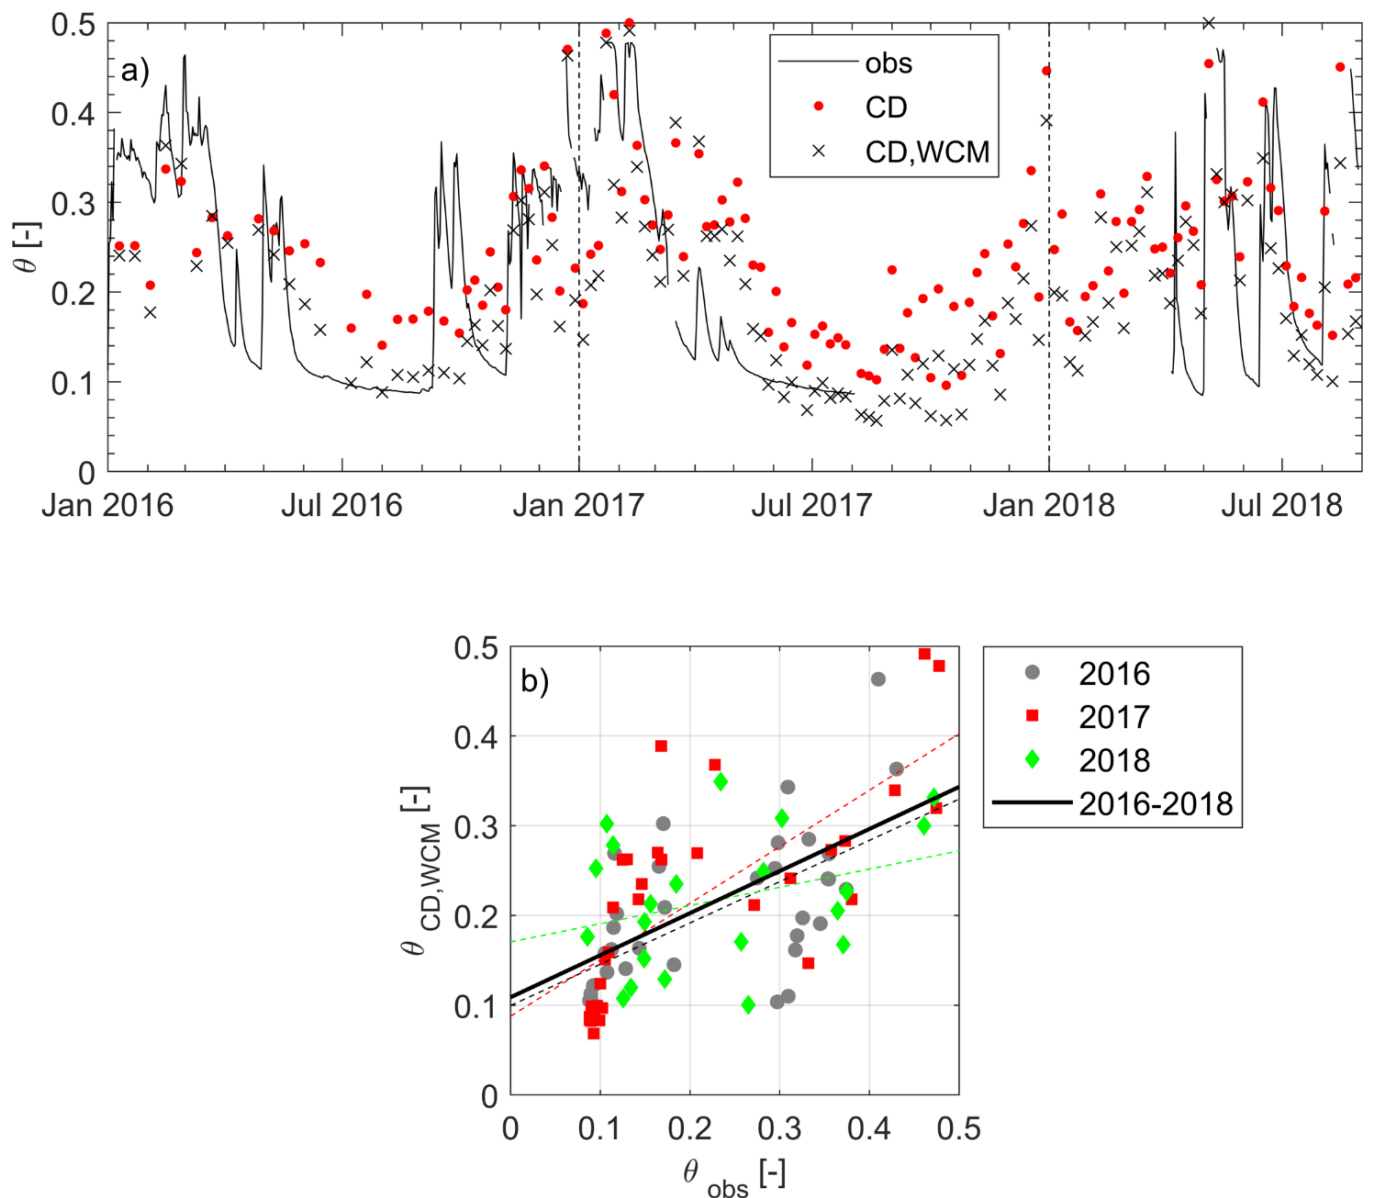 a)
0.5
0.4
0.3
0.2
0.1
0
θ [-]
obs
CD
CD,WCM
Jan 2016
Jul 2016
Jan 2017
Jul 2017
Jan 2018
Jul 2018
b)
0.5
0.4
0.3
0.2
0.1
0
θ CD,WCM [-]
0
0.1
0.2
0.3
0.4
0.5
θ obs [-]
2016
2017
2018
2016-2018